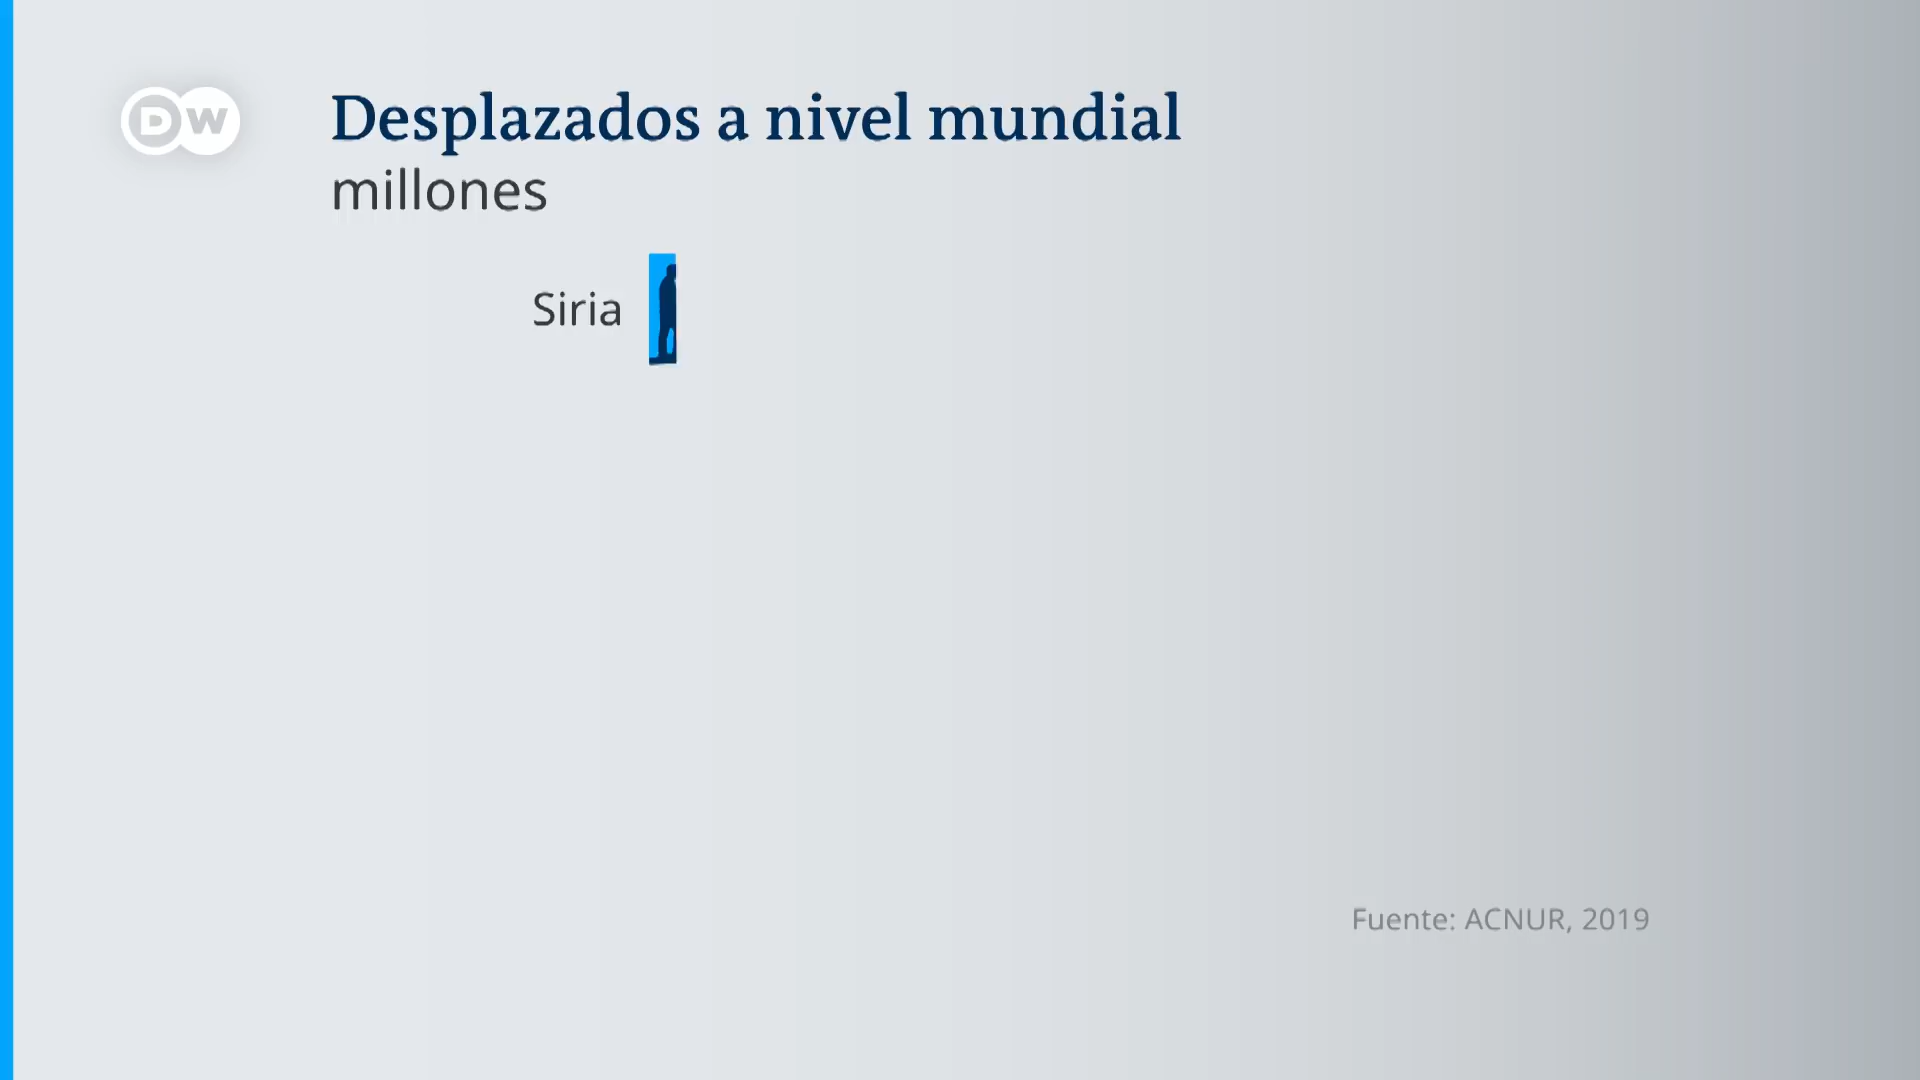 DW
Desplazados a nivel mundial
millones
Siria
Fuente: ACNUR, 2019